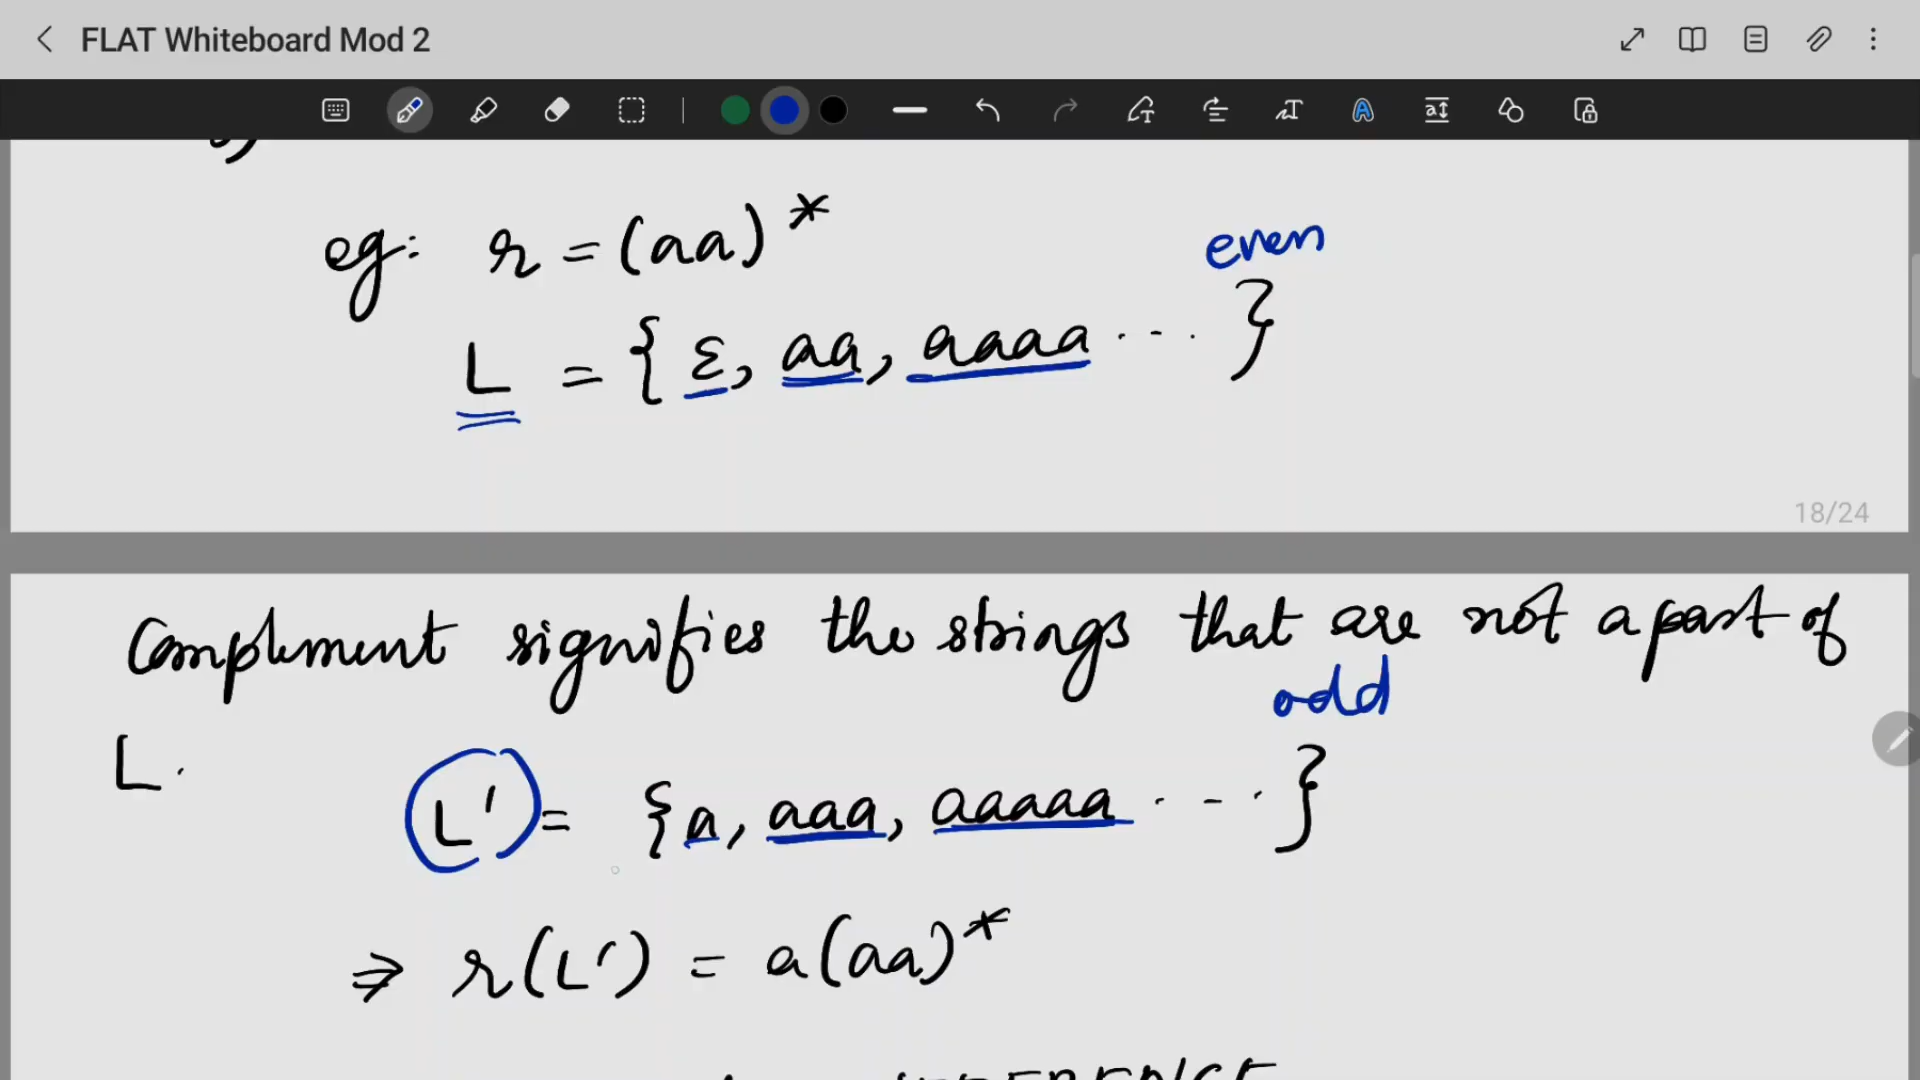 FLAT Whiteboard Mod 2
even
eg: r = (aa)*
L = {ε, aa, aaaa ... }
18/24
Complement signifies the strings that are not a part of
odd
L.
L' = {a, aaa, aaaaa ... }
⇒ r(L') = a(aa)*